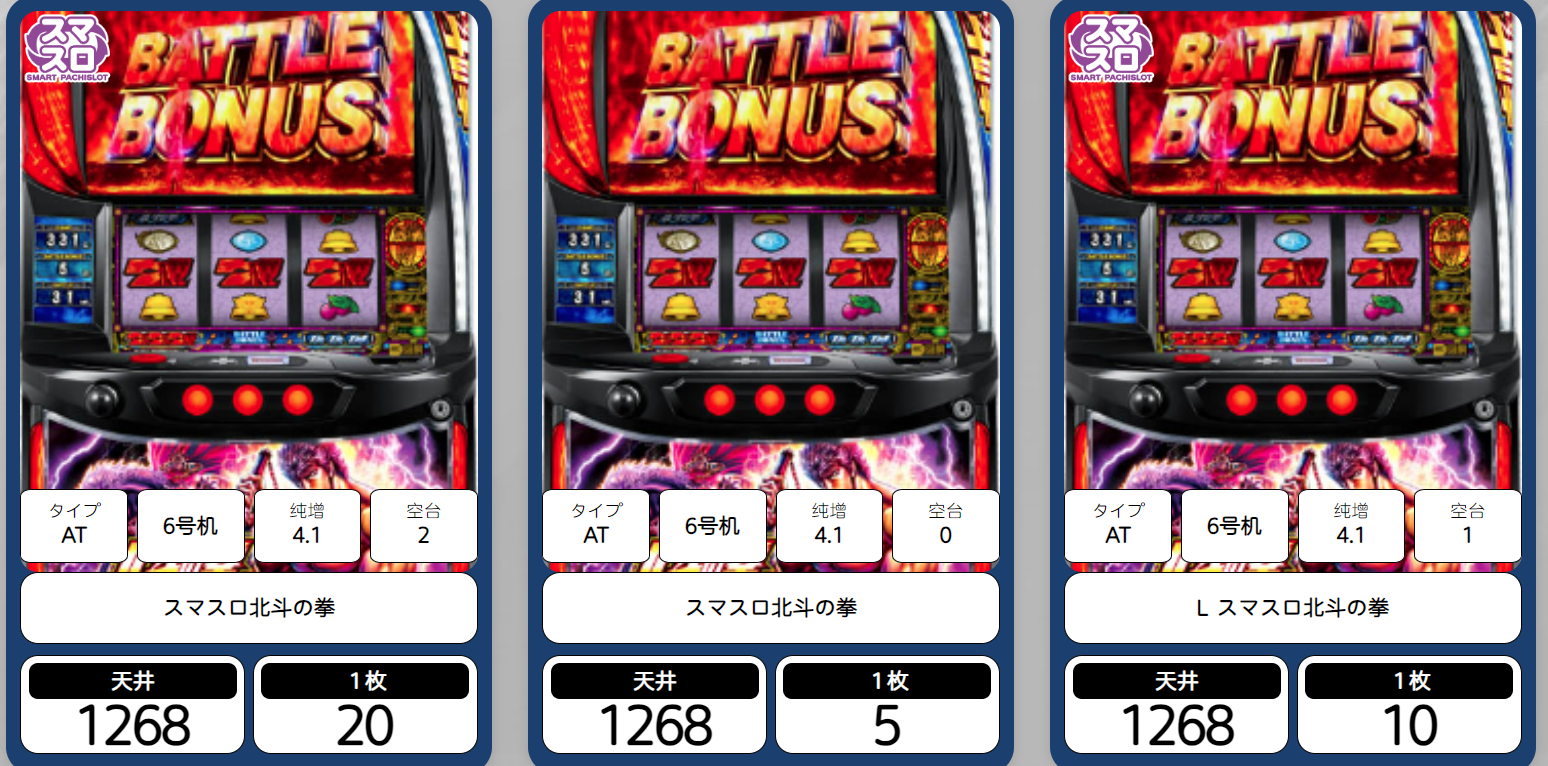 スマ
スロ
SMART PACHISLOT
BATTLE
BONUS
331
5
31
タイプ
AT
6号机
纯増
4.1
空台
2
スマスロ北斗の拳
天井
1268
1枚
20
BATTLE
BONUS
331
5
31
タイプ
AT
6号机
纯増
4.1
空台
0
スマスロ北斗の拳
天井
1268
1枚
5
スマ
スロ
SMART PACHISLOT
BATTLE
BONUS
331
5
31
タイプ
AT
6号机
纯増
4.1
空台
1
L スマスロ北斗の拳
天井
1268
1枚
10